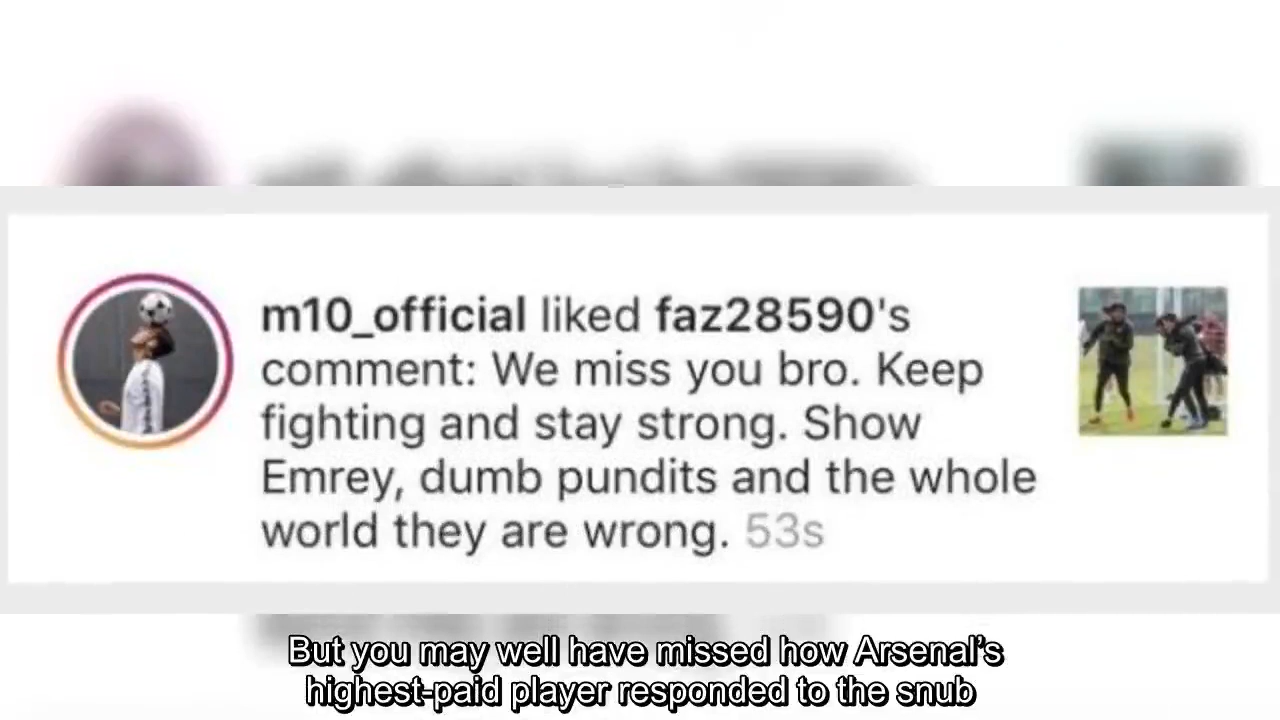 m10_official liked faz28590's
comment: We miss you bro. Keep
fighting and stay strong. Show
Emrey, dumb pundits and the whole
world they are wrong. 53s
But you may well have missed how Arsenal’s
highest-paid player responded to the snub